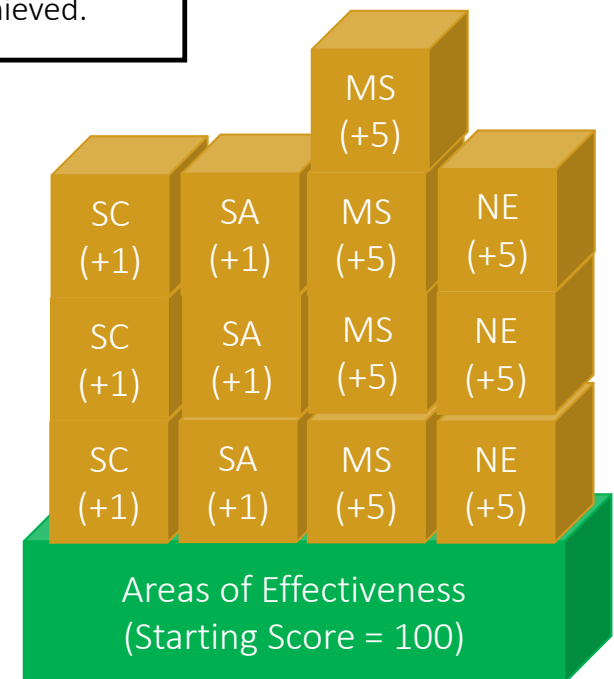 hieved.
MS
(+5)
SC
(+1)
SA
(+1)
MS
(+5)
NE
(+5)
SC
(+1)
SA
(+1)
MS
(+5)
NE
(+5)
SC
(+1)
SA
(+1)
MS
(+5)
NE
(+5)
Areas of Effectiveness
(Starting Score = 100)